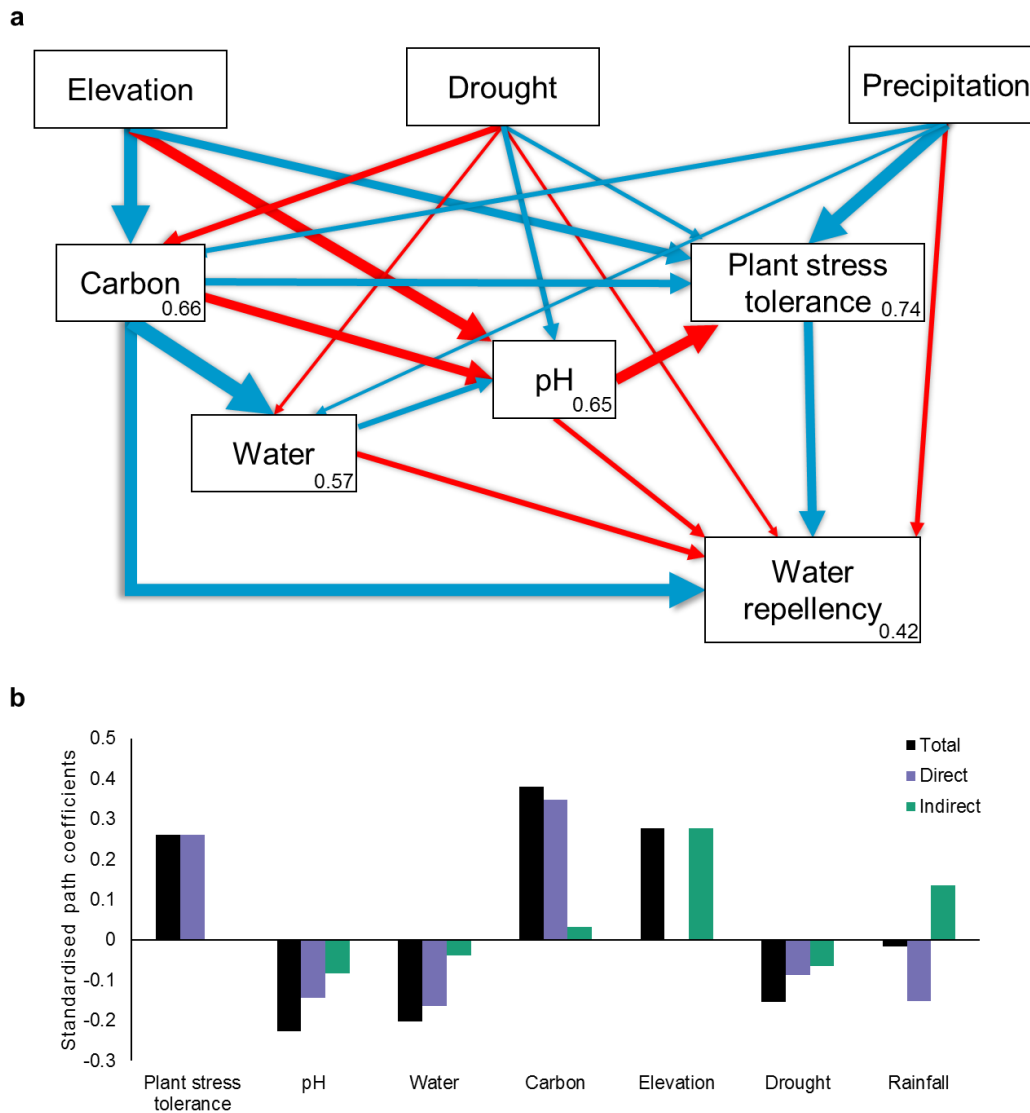 a
Elevation
Drought
Precipitation
Carbon
0.66
Plant stress
tolerance
0.74
pH
0.65
Water
0.57
Water
repellency
0.42
b
Standardised path coefficients
0.5
0.4
0.3
0.2
0.1
0
-0.1
-0.2
-0.3
Total
Direct
Indirect
Plant stress
tolerance
pH
Water
Carbon
Elevation
Drought
Rainfall